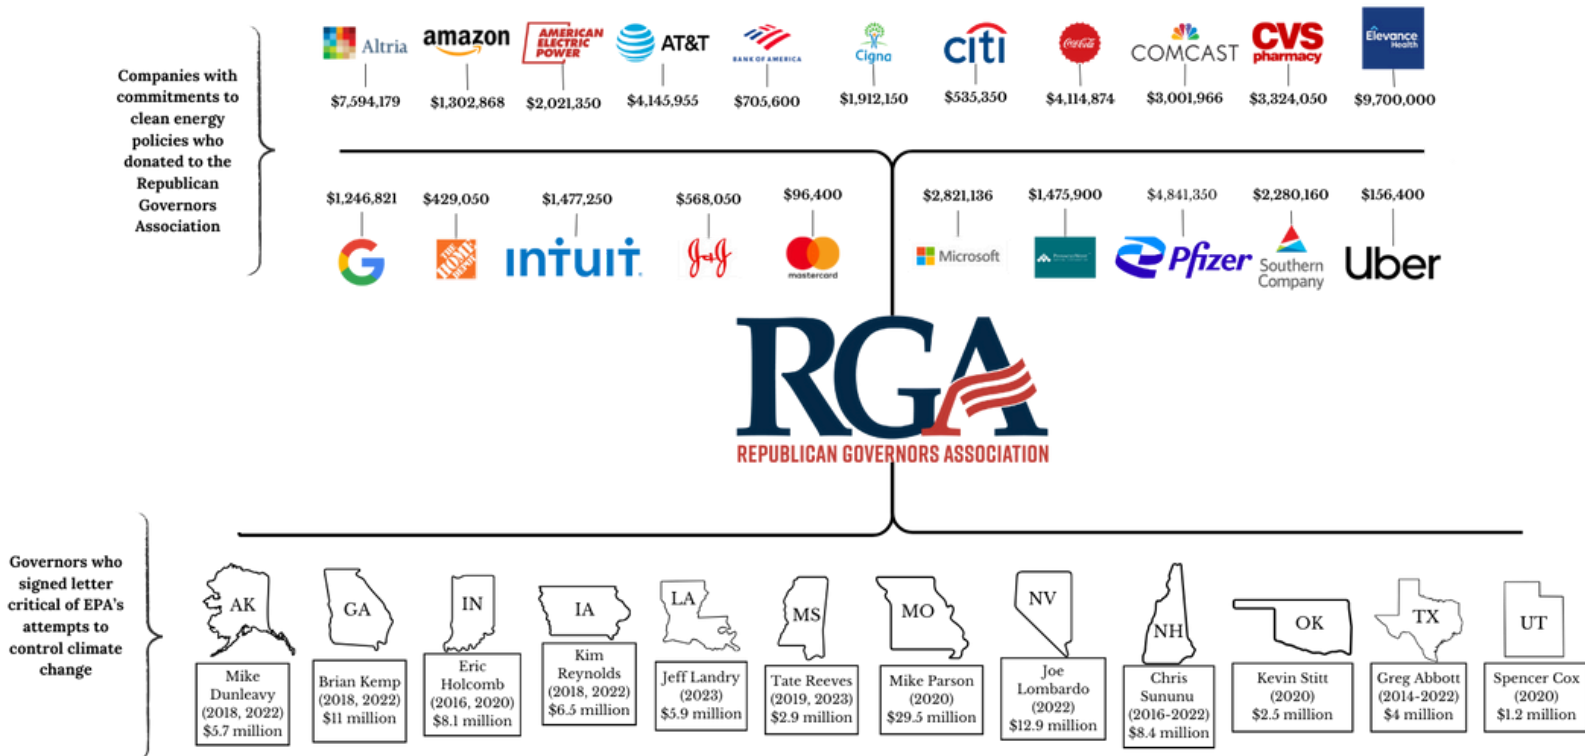 Companies with
commitments to
clean energy
policies who
donated to the
Republican
Governors
Association
Altria
amazon
AMERICAN
ELECTRIC
POWER
AT&T
BANK OF AMERICA
Cigna
citi
Coca-Cola
COMCAST
CVS
pharmacy
Elevance
Health
$7,594,179
$1,302,868
$2,021,350
$4,145,955
$705,600
$1,912,150
$535,350
$4,114,874
$3,001,966
$3,324,050
$9,700,000
$1,246,821
$429,050
$1,477,250
$568,050
$96,400
$2,821,136
$1,475,900
$4,841,350
$2,280,160
$156,400
G
THE
HOME
DEPOT
intuit.
J&J
mastercard
Microsoft
Pfizer
Southern
Company
Uber
RGA
REPUBLICAN GOVERNORS ASSOCIATION
Governors who
signed letter
critical of EPA's
attempts to
control climate
change
AK
GA
IN
IA
LA
MS
MO
NV
NH
OK
TX
UT
Mike
Dunleavy
(2018, 2022)
$5.7 million
Brian Kemp
(2018, 2022)
$11 million
Eric
Holcomb
(2016, 2020)
$8.1 million
Kim
Reynolds
(2018, 2022)
$6.5 million
Jeff Landry
(2023)
$5.9 million
Tate Reeves
(2019, 2023)
$2.9 million
Mike Parson
(2020)
$29.5 million
Joe
Lombardo
(2022)
$12.9 million
Chris
Sununu
(2016-2022)
$8.4 million
Kevin Stitt
(2020)
$2.5 million
Greg Abbott
(2014-2022)
$4 million
Spencer Cox
(2020)
$1.2 million